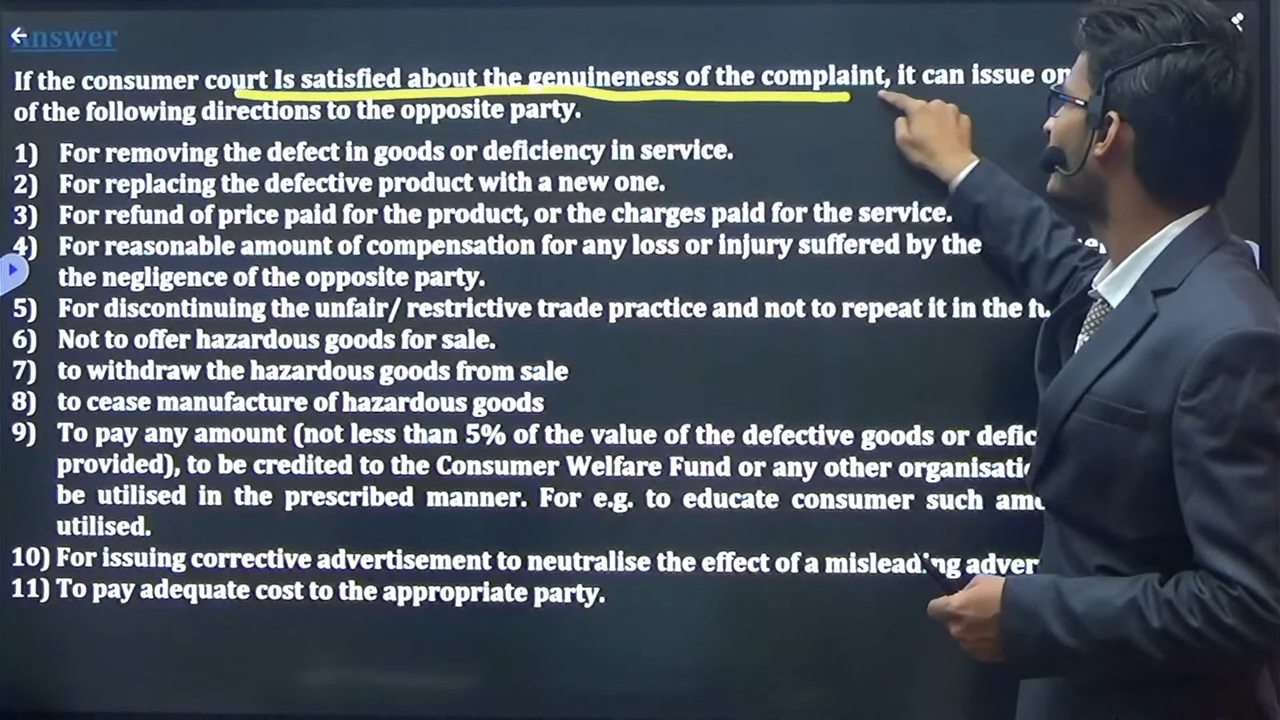 Answer
If the consumer court Is satisfied about the genuineness of the complaint, it can issue
of the following directions to the opposite party.
1) For removing the defect in goods or deficiency in service.
2) For replacing the defective product with a new one.
3) For refund of price paid for the product, or the charges paid for the service.
4) For reasonable amount of compensation for any loss or injury suffered by the
the negligence of the opposite party.
5) For discontinuing the unfair/ restrictive trade practice and not to repeat it in the
6) Not to offer hazardous goods for sale.
7) to withdraw the hazardous goods from sale
8) to cease manufacture of hazardous goods
9) To pay any amount (not less than 5% of the value of the defective goods or
provided), to be credited to the Consumer Welfare Fund or any other
be utilised in the prescribed manner. For e.g. to educate consumer such
utilised.
10) For issuing corrective advertisement to neutralise the effect of a misleading
11) To pay adequate cost to the appropriate party.